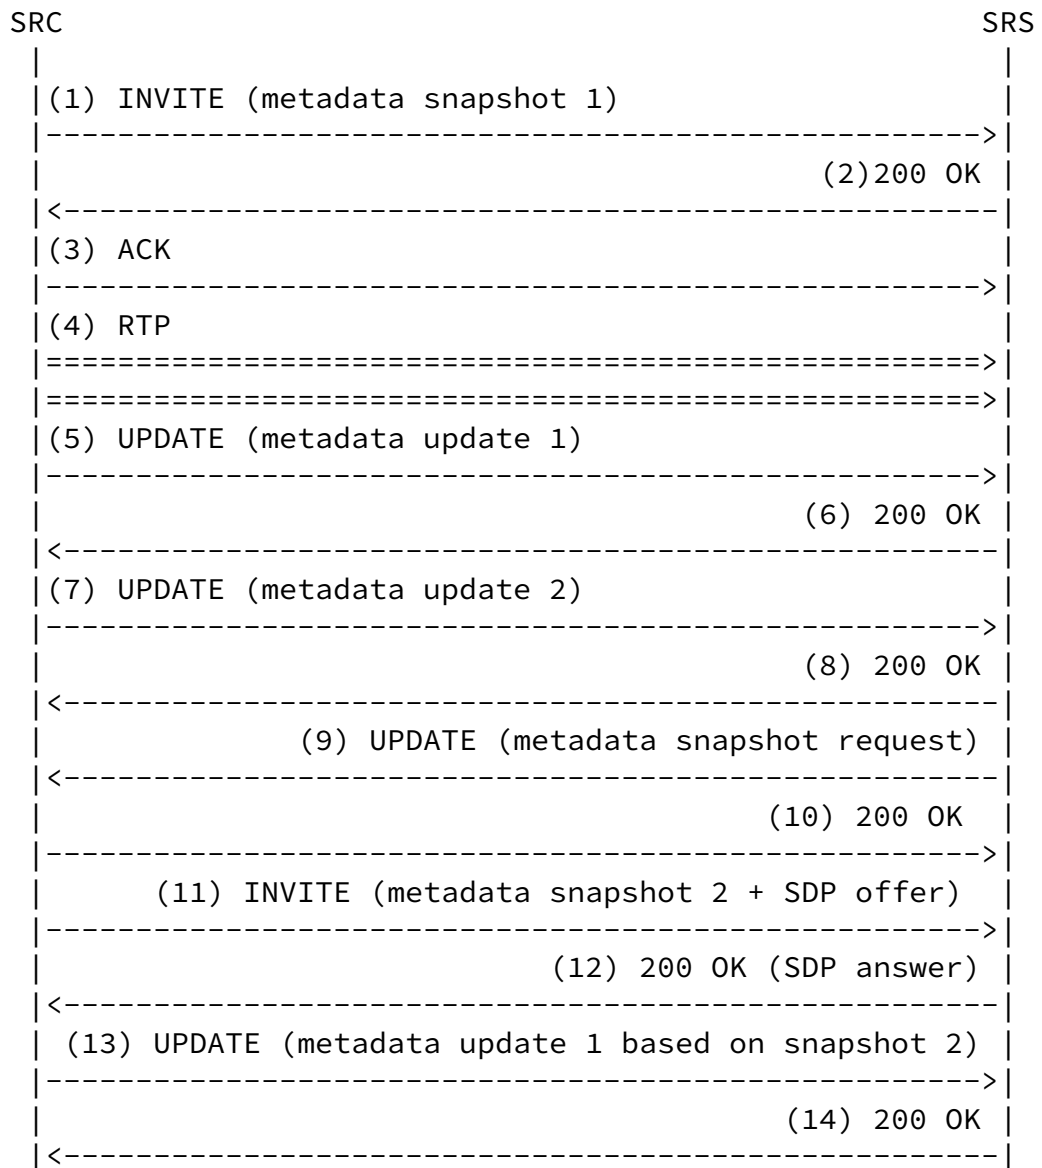 SRC SRS
(1) INVITE (metadata snapshot 1)
(2)200 OK
(3) ACK
(4) RTP
(5) UPDATE (metadata update 1)
(6) 200 OK
(7) UPDATE (metadata update 2)
(8) 200 OK
(9) UPDATE (metadata snapshot request)
(10) 200 OK
(11) INVITE (metadata snapshot 2 + SDP offer)
(12) 200 OK (SDP answer)
(13) UPDATE (metadata update 1 based on snapshot 2)
(14) 200 OK